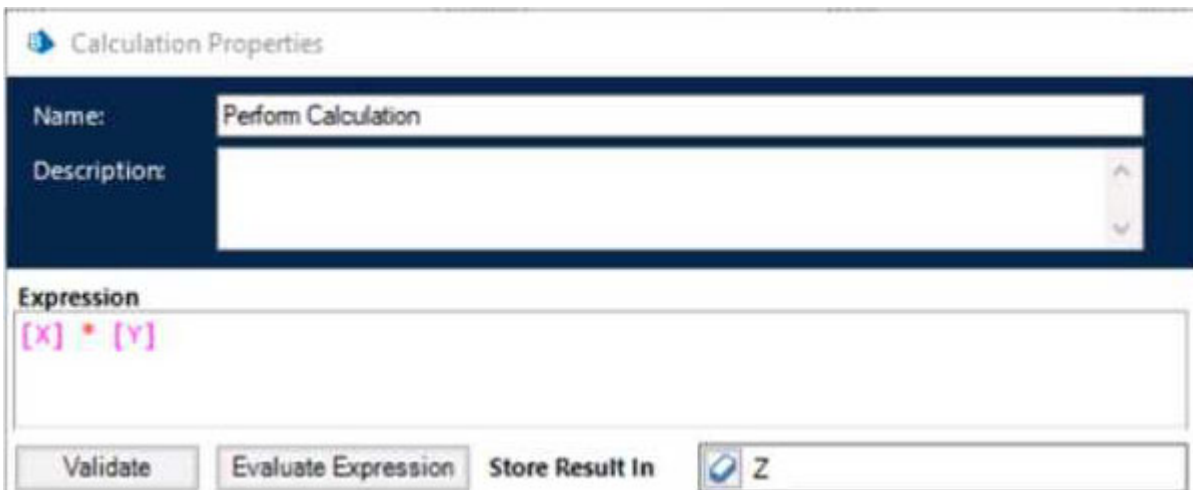 Calculation Properties
Name: Perform Calculation
Description:
Expression
[X] * [Y]
Validate Evaluate Expression Store Result In Z